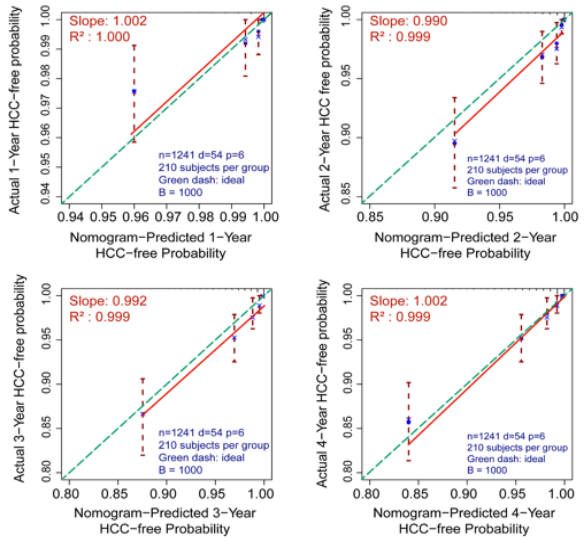 Slope: 1.002
R² : 1.000
Actual 1-Year HCC-free probability
0.94 0.95 0.96 0.97 0.99 1.00
n=1241 d=54 p=6
210 subjects per group
Green dash: ideal
B = 1000
0.94 0.95 0.96 0.97 0.98 0.99 1.00
Nomogram-Predicted 1-Year
HCC-free Probability
Slope: 0.990
R² : 0.999
Actual 2-Year HCC free probability
0.85 0.90 0.95 1.00
n=1241 d=54 p=6
210 subjects per group
Green dash: ideal
B = 1000
0.85 0.90 0.95 1.00
Nomogram-Predicted 2-Year
HCC-free Probability
Slope: 0.992
R² : 0.999
Actual 3-Year HCC-free probability
0.80 0.85 0.90 0.95 1.00
n=1241 d=54 p=6
210 subjects per group
Green dash: ideal
B = 1000
0.80 0.85 0.90 0.95 1.00
Nomogram-Predicted 3-Year
HCC-free Probability
Slope: 1.002
R² : 0.999
Actual 4-Year HCC-free probability
0.80 0.85 0.90 0.95 1.00
n=1241 d=54 p=6
210 subjects per group
Green dash: ideal
B = 1000
0.80 0.85 0.90 0.95 1.00
Nomogram-Predicted 4-Year
HCC-free Probability